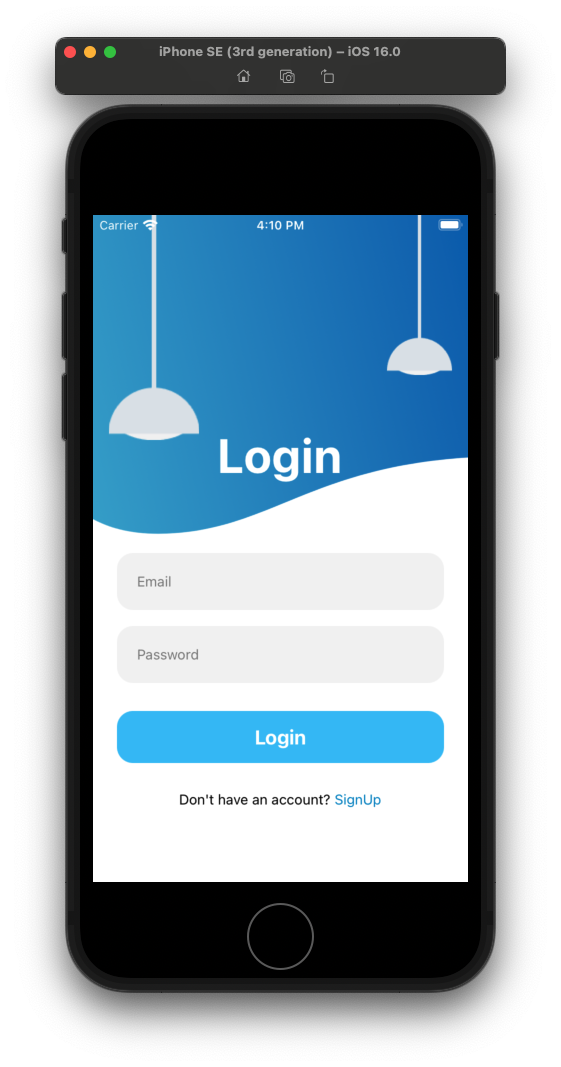 iPhone SE (3rd generation) – iOS 16.0
Carrier 4:10 PM
Login
Email
Password
Login
Don't have an account? SignUp